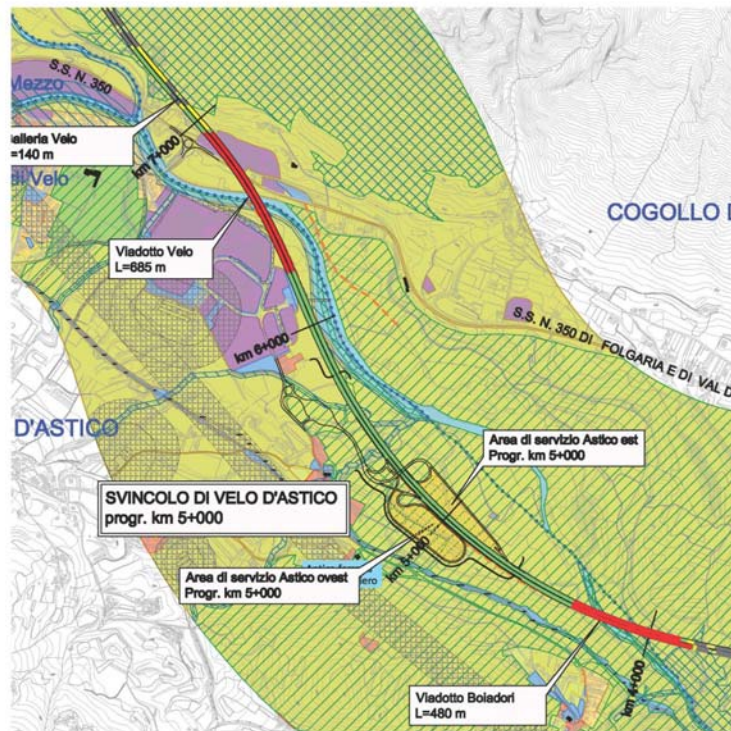 S.S. N. 350
Mezzo
Galleria Velo
=140 m
di Velo
km 7+000
COGOLLO D
Viadotto Velo
L=685 m
km 6+000
S.S. N. 350 DI FOLGARIA E DI VAL D
D'ASTICO
Area di servizio Astico est
Progr. km 5+000
SVINCOLO DI VELO D'ASTICO
progr. km 5+000
km 5+000
Area di servizio Astico ovest
Progr. km 5+000
Viadotto Boiadori
L=480 m
km 4+000